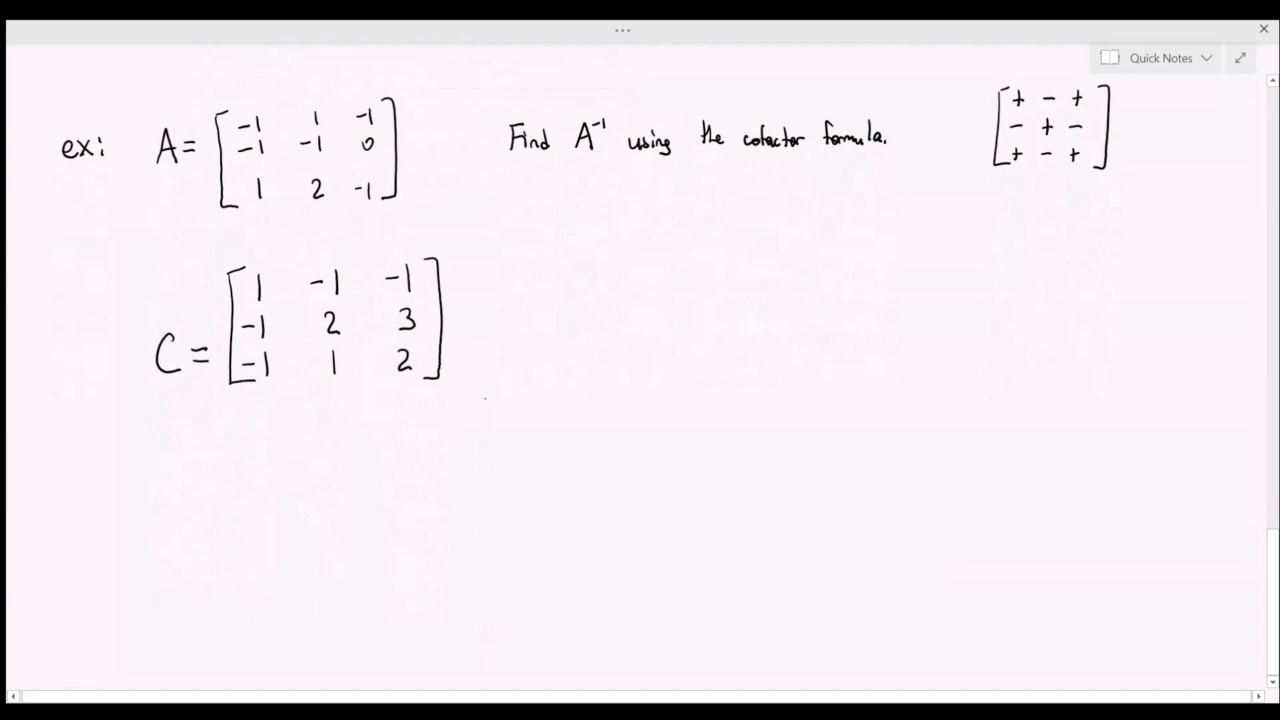 Quick Notes
ex: A = [ -1 1 -1 Find A⁻¹ using the cofactor formula. [ + - +
-1 -1 0 - + -
1 2 -1 ] + - + ]
C = [ 1 -1 -1
-1 2 3
-1 1 2 ]